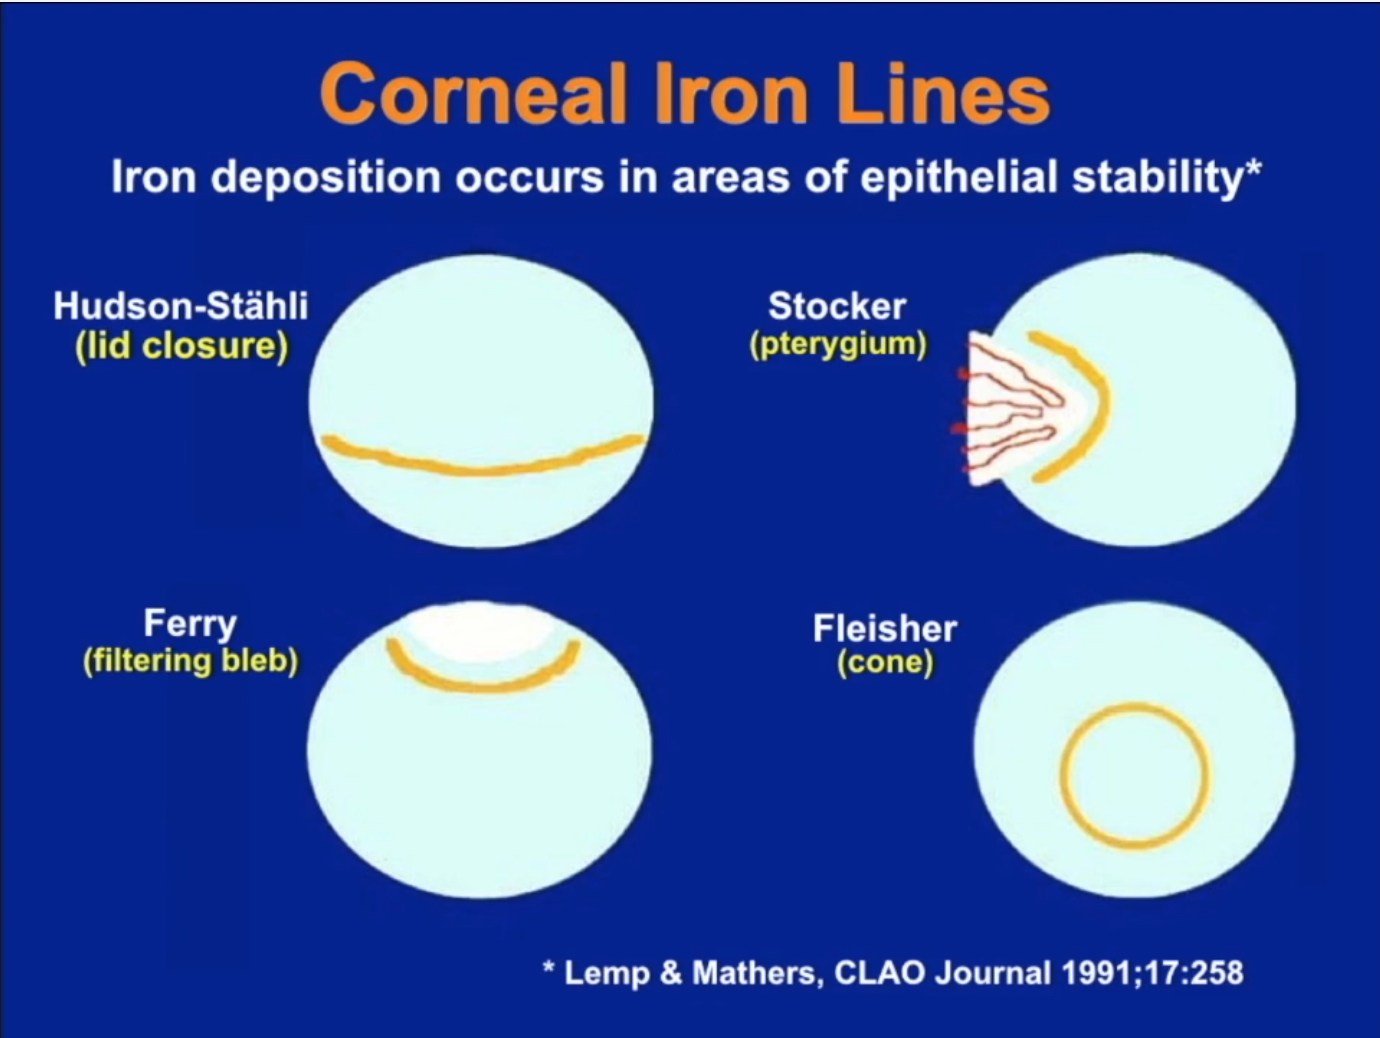 Corneal Iron Lines
Iron deposition occurs in areas of epithelial stability*
Hudson-Stähli
(lid closure)
Stocker
(pterygium)
Ferry
(filtering bleb)
Fleisher
(cone)
* Lemp & Mathers, CLAO Journal 1991;17:258